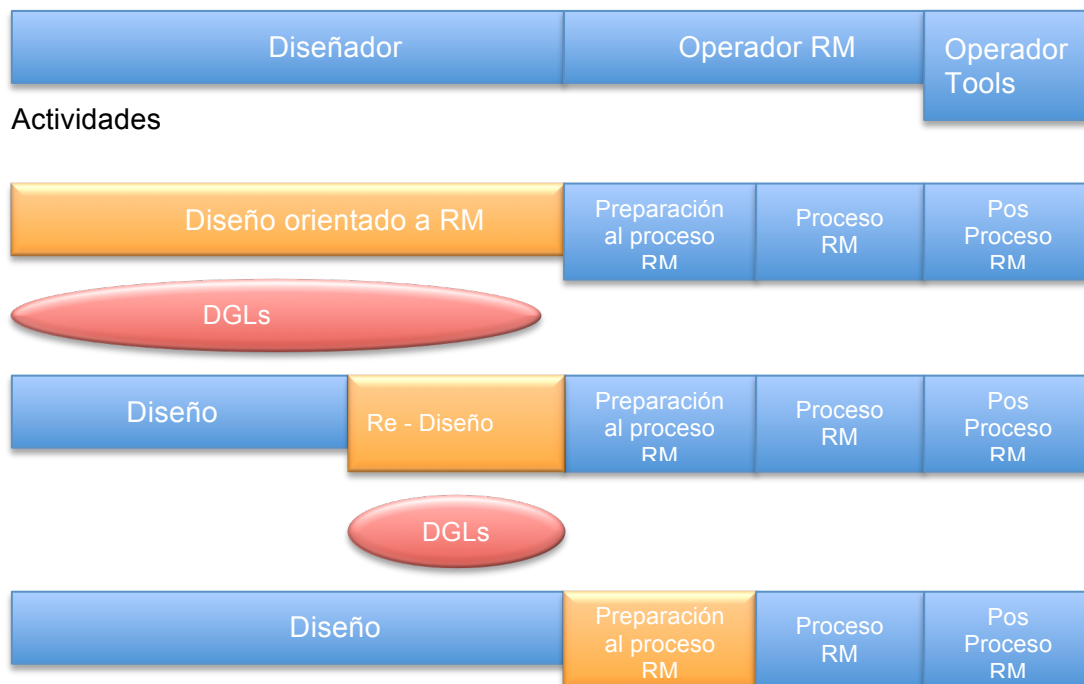 Diseñador
Operador RM
Operador
Tools
Actividades
Diseño orientado a RM
Preparación
al proceso
RM
Proceso
RM
Pos
Proceso
RM
DGLs
Diseño
Re - Diseño
Preparación
al proceso
RM
Proceso
RM
Pos
Proceso
RM
DGLs
Diseño
Preparación
al proceso
RM
Proceso
RM
Pos
Proceso
RM